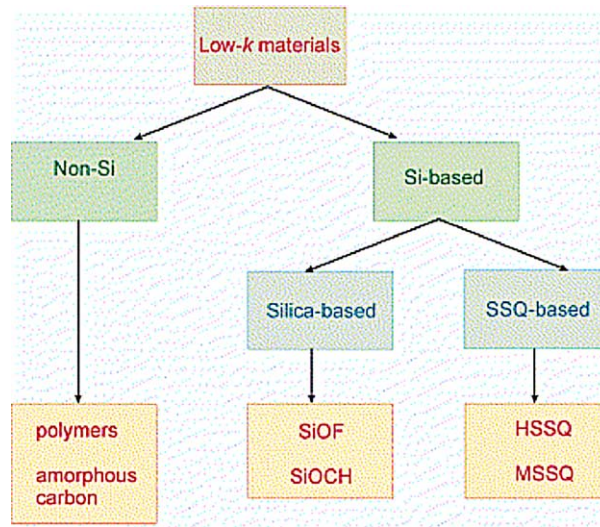 Low-k materials
Non-Si
Si-based
Silica-based
SSQ-based
polymers
amorphous
carbon
SiOF
SiOCH
HSSQ
MSSQ